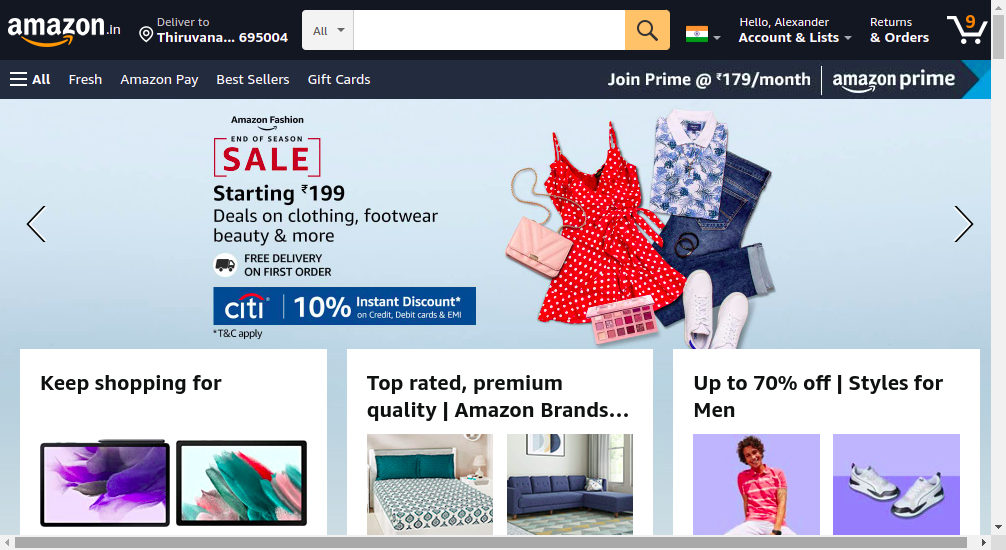 amazon.in
Deliver to
Thiruvana... 695004
All
Hello, Alexander
Account & Lists
Returns
& Orders
9
All
Fresh
Amazon Pay
Best Sellers
Gift Cards
Join Prime @ ₹179/month
amazon prime
Amazon Fashion
END OF SEASON
SALE
Starting ₹199
Deals on clothing, footwear
beauty & more
FREE DELIVERY
ON FIRST ORDER
citi
10%
Instant Discount*
on Credit, Debit cards & EMI
*T&C apply
Keep shopping for
Top rated, premium
quality | Amazon Brands...
Up to 70% off | Styles for
Men